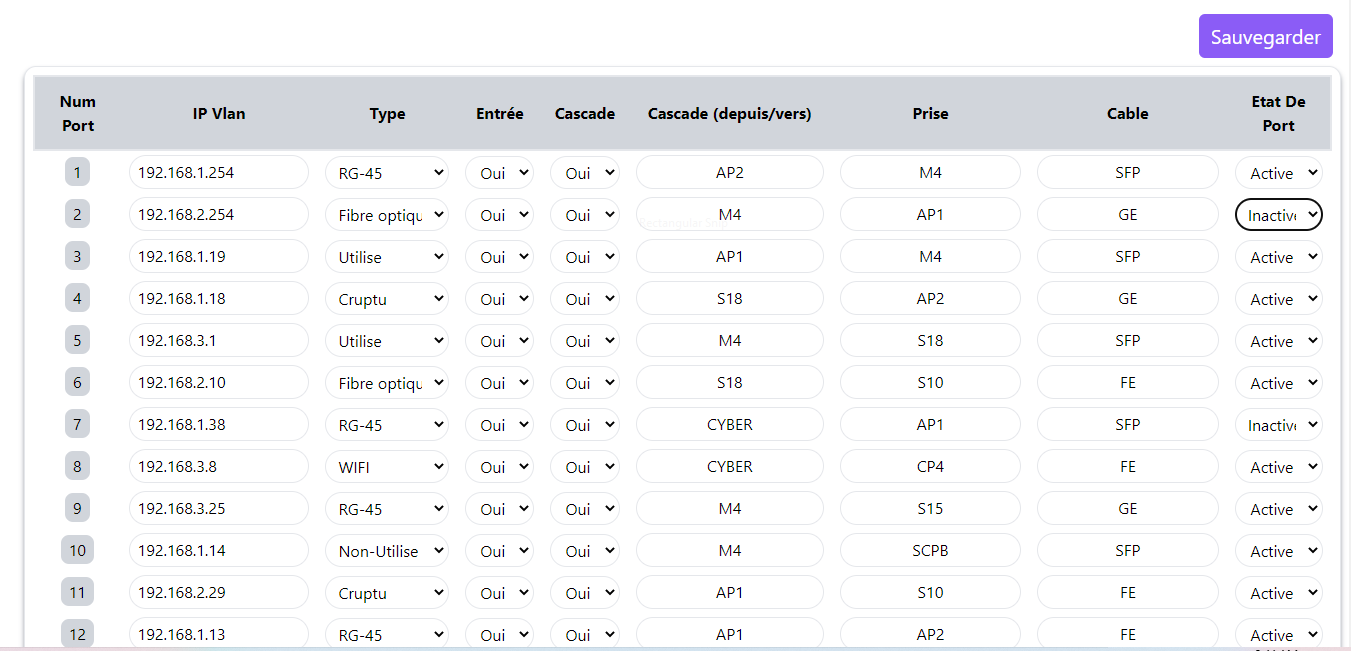 Sauvegarder
Num Port IP Vlan Type Entrée Cascade Cascade (depuis/vers) Prise Cable Etat De Port
1 192.168.1.254 RG-45 Oui Oui AP2 M4 SFP Active
2 192.168.2.254 Fibre optiqu Oui Oui M4 AP1 GE Inactive
3 192.168.1.19 Utilise Oui Oui AP1 M4 SFP Active
4 192.168.1.18 Cruptu Oui Oui S18 AP2 GE Active
5 192.168.3.1 Utilise Oui Oui M4 S18 SFP Active
6 192.168.2.10 Fibre optiqu Oui Oui S18 S10 FE Active
7 192.168.1.38 RG-45 Oui Oui CYBER AP1 SFP Inactive
8 192.168.3.8 WIFI Oui Oui CYBER CP4 FE Active
9 192.168.3.25 RG-45 Oui Oui M4 S15 GE Active
10 192.168.1.14 Non-Utilise Oui Oui M4 SCPB SFP Active
11 192.168.2.29 Cruptu Oui Oui AP1 S10 FE Active
12 192.168.1.13 RG-45 Oui Oui AP1 AP2 FE Active